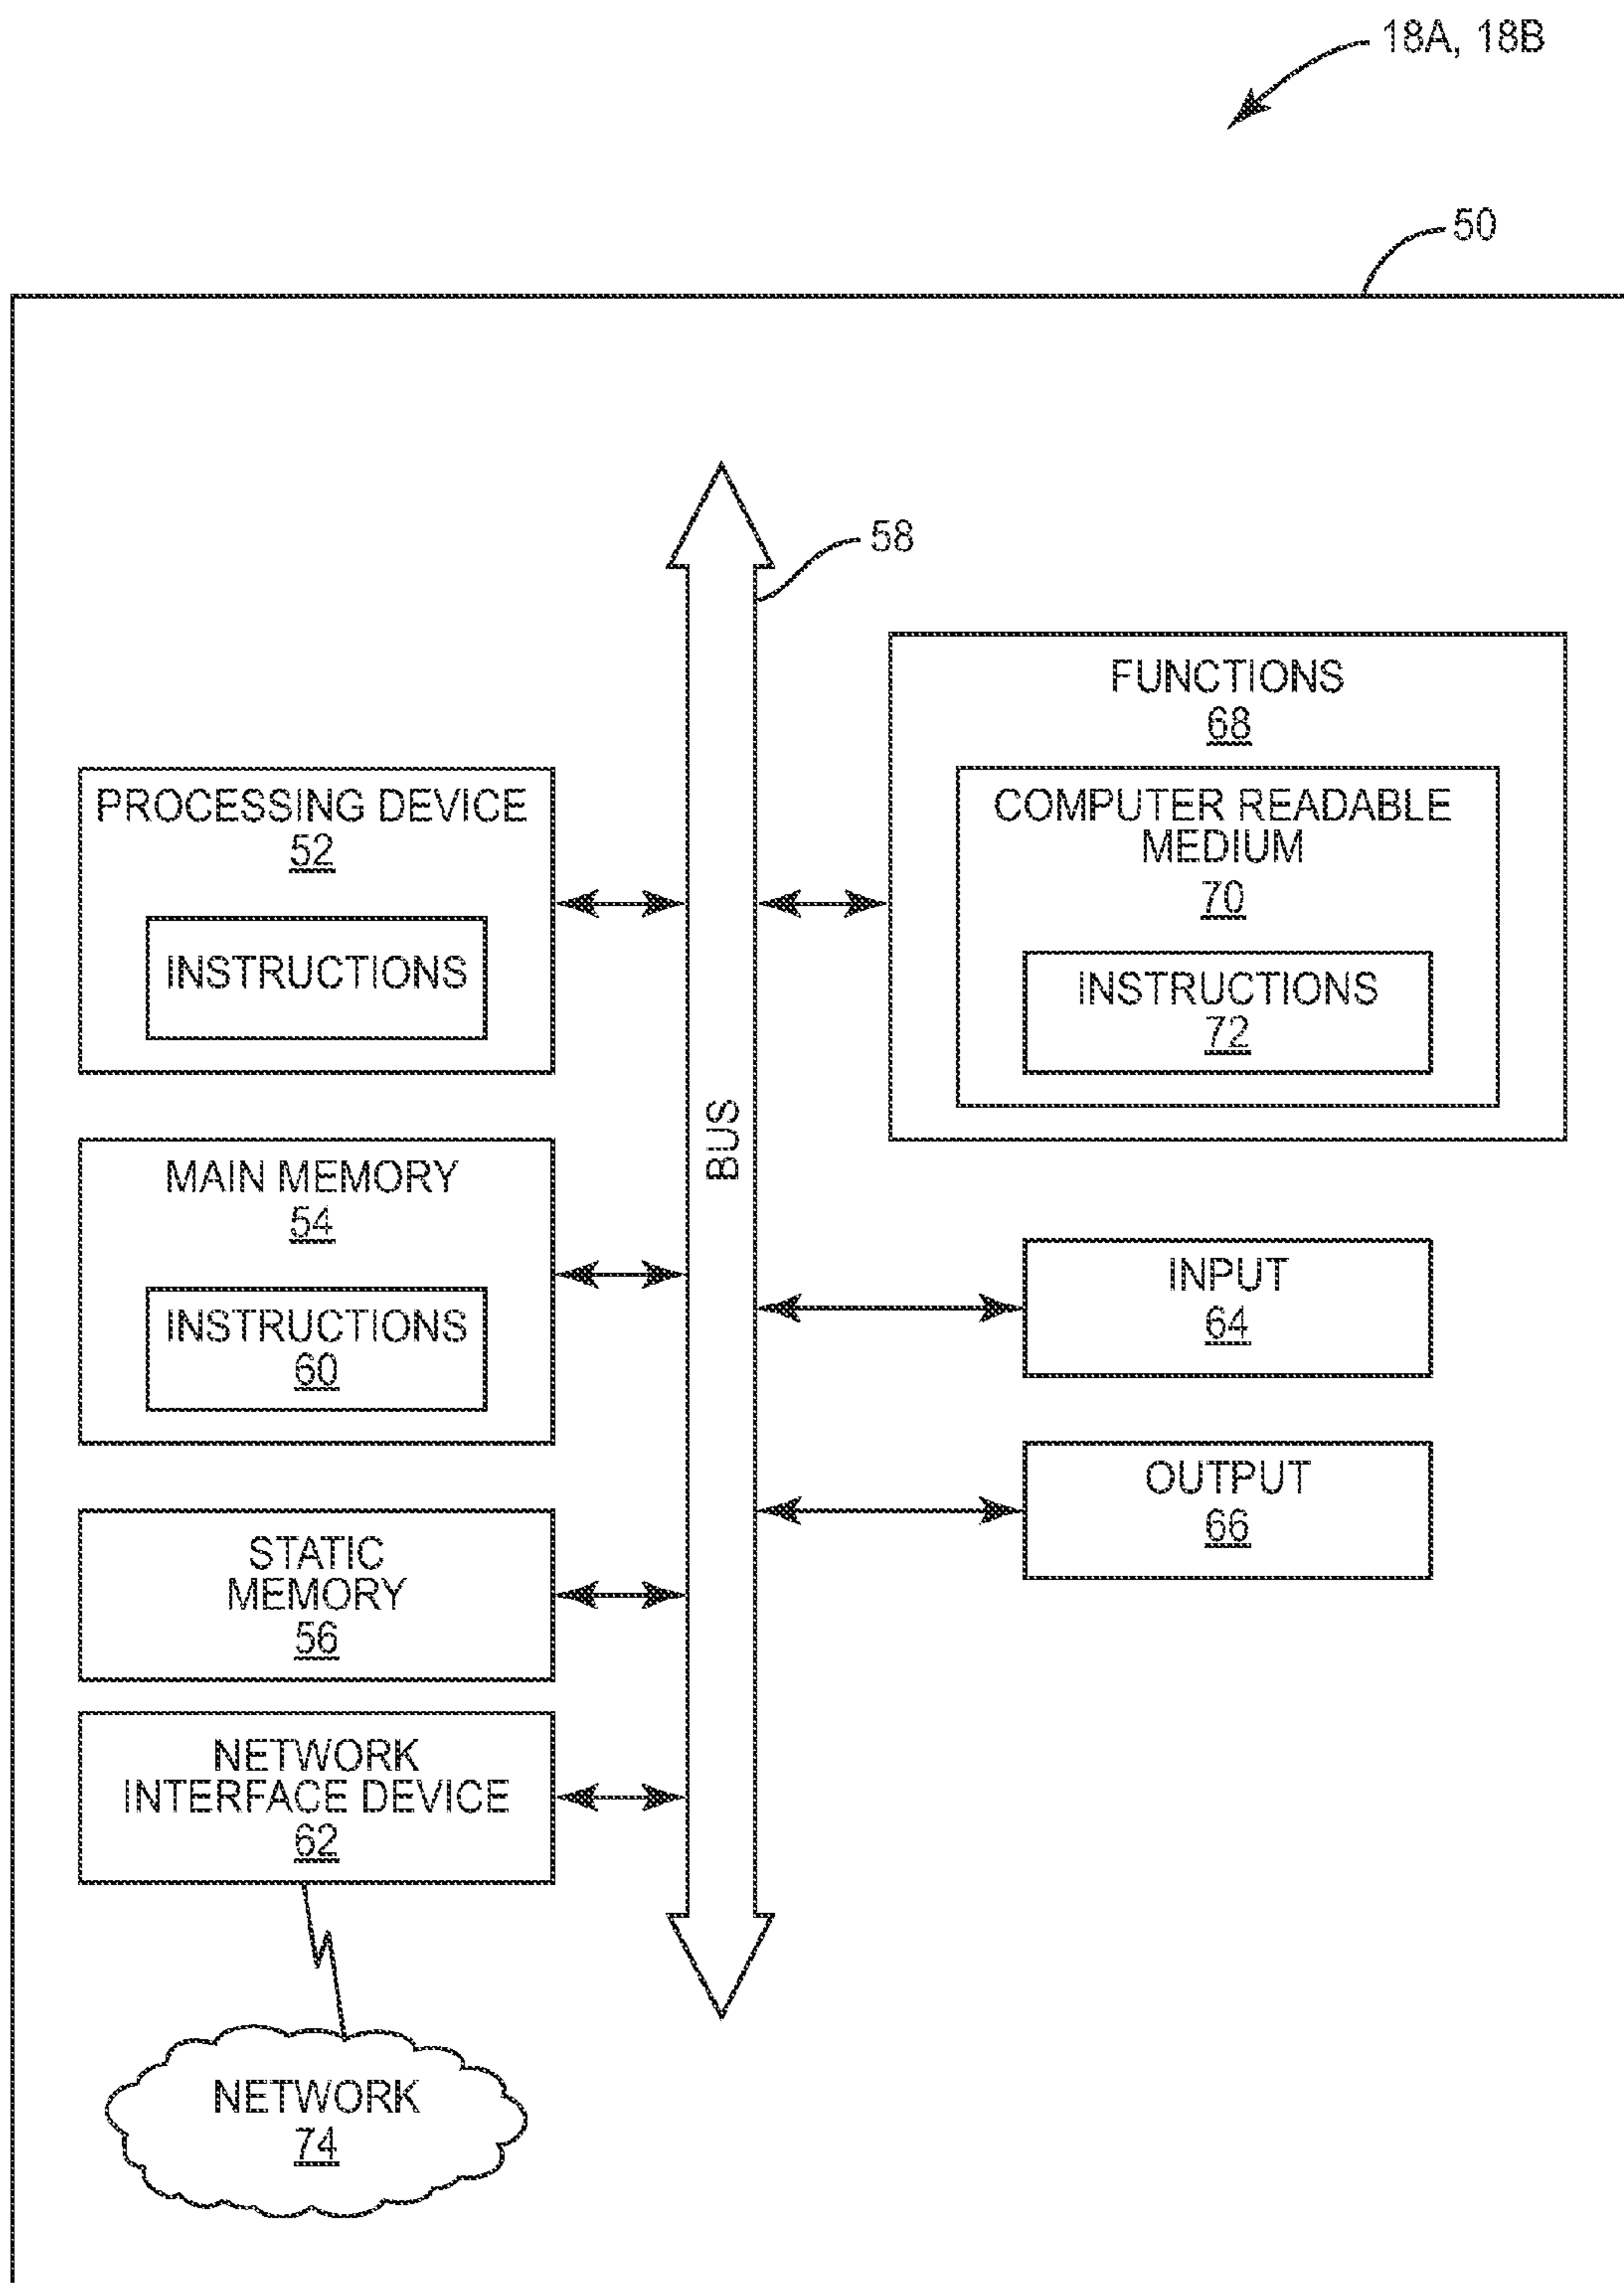 18A, 18B
50
58
FUNCTIONS
68
COMPUTER READABLE
MEDIUM
70
INSTRUCTIONS
72
PROCESSING DEVICE
52
INSTRUCTIONS
BUS
MAIN MEMORY
54
INSTRUCTIONS
60
INPUT
64
OUTPUT
66
STATIC
MEMORY
56
NETWORK
INTERFACE DEVICE
62
NETWORK
74